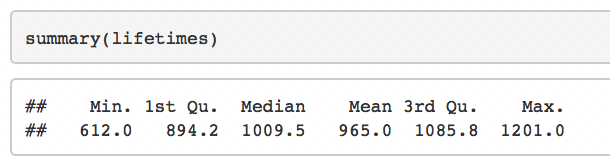 summary(lifetimes)
##    Min. 1st Qu.  Median    Mean 3rd Qu.    Max.
##   612.0   894.2  1009.5   965.0  1085.8  1201.0